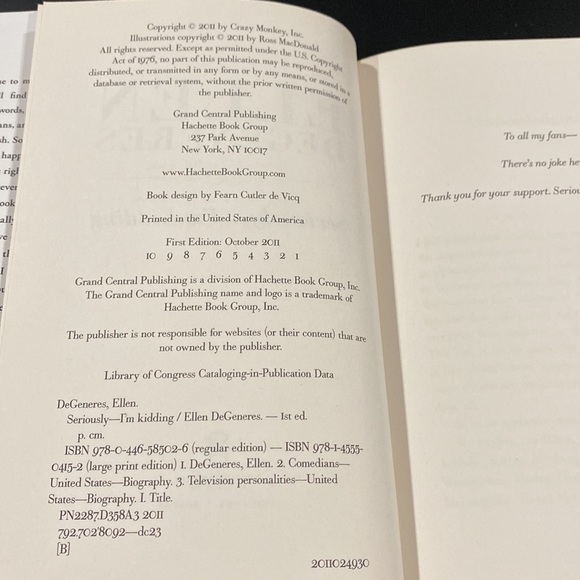 Copyright © 2011 by Crazy Monkey, Inc.
Illustrations copyright © 2011 by Ross MacDonald
All rights reserved. Except as permitted under the U.S. Copyright
Act of 1976, no part of this publication may be reproduced,
distributed, or transmitted in any form or by any means, or stored in a
database or retrieval system, without the prior written permission of
the publisher.
Grand Central Publishing
Hachette Book Group
237 Park Avenue
New York, NY 10017
www.HachetteBookGroup.com
Book design by Fearn Cutler de Vicq
Printed in the United States of America
First Edition: October 2011
10 9 8 7 6 5 4 3 2 1
Grand Central Publishing is a division of Hachette Book Group, Inc.
The Grand Central Publishing name and logo is a trademark of
Hachette Book Group, Inc.
The publisher is not responsible for websites (or their content) that are
not owned by the publisher.
Library of Congress Cataloging-in-Publication Data
DeGeneres, Ellen.
Seriously—I'm kidding / Ellen DeGeneres. — 1st ed.
p. cm.
ISBN 978-0-446-58502-6 (regular edition) — ISBN 978-1-4555-
0415-2 (large print edition) 1. DeGeneres, Ellen. 2. Comedians—
United States—Biography. 3. Television personalities—United
States—Biography. I. Title.
PN2287.D358A3 2011
792.702'8092—dc23
[B]
2011024930
To all my fans—
There's no joke he
Thank you for your support. Seriou